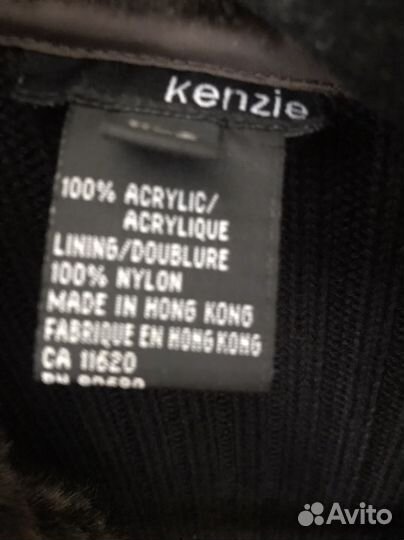 kenzie
100% ACRYLIC/
ACRYLIQUE
LINING/DOUBLURE
100% NYLON
MADE IN HONG KONG
FABRIQUE EN HONG KONG
CA 11620
Avito